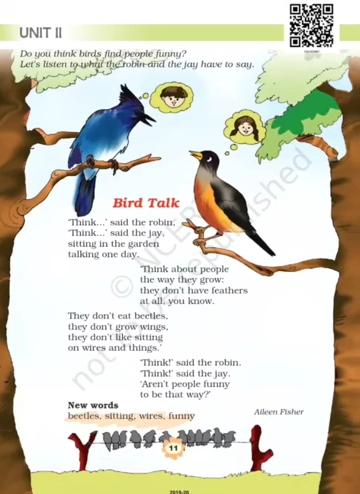 UNIT II
Do you think birds find people funny?
Let's listen to what the robin and the jay have to say.
Bird Talk
'Think...' said the robin,
'Think...' said the jay,
sitting in the garden
talking one day.
'Think about people
the way they grow:
they don't have feathers
at all, you know.
They don't eat beetles,
they don't grow wings,
they don't like sitting
on wires and things.'
'Think!' said the robin.
'Think!' said the jay.
'Aren't people funny
to be that way?'
Aileen Fisher
New words
beetles, sitting, wires, funny
11
2019-20